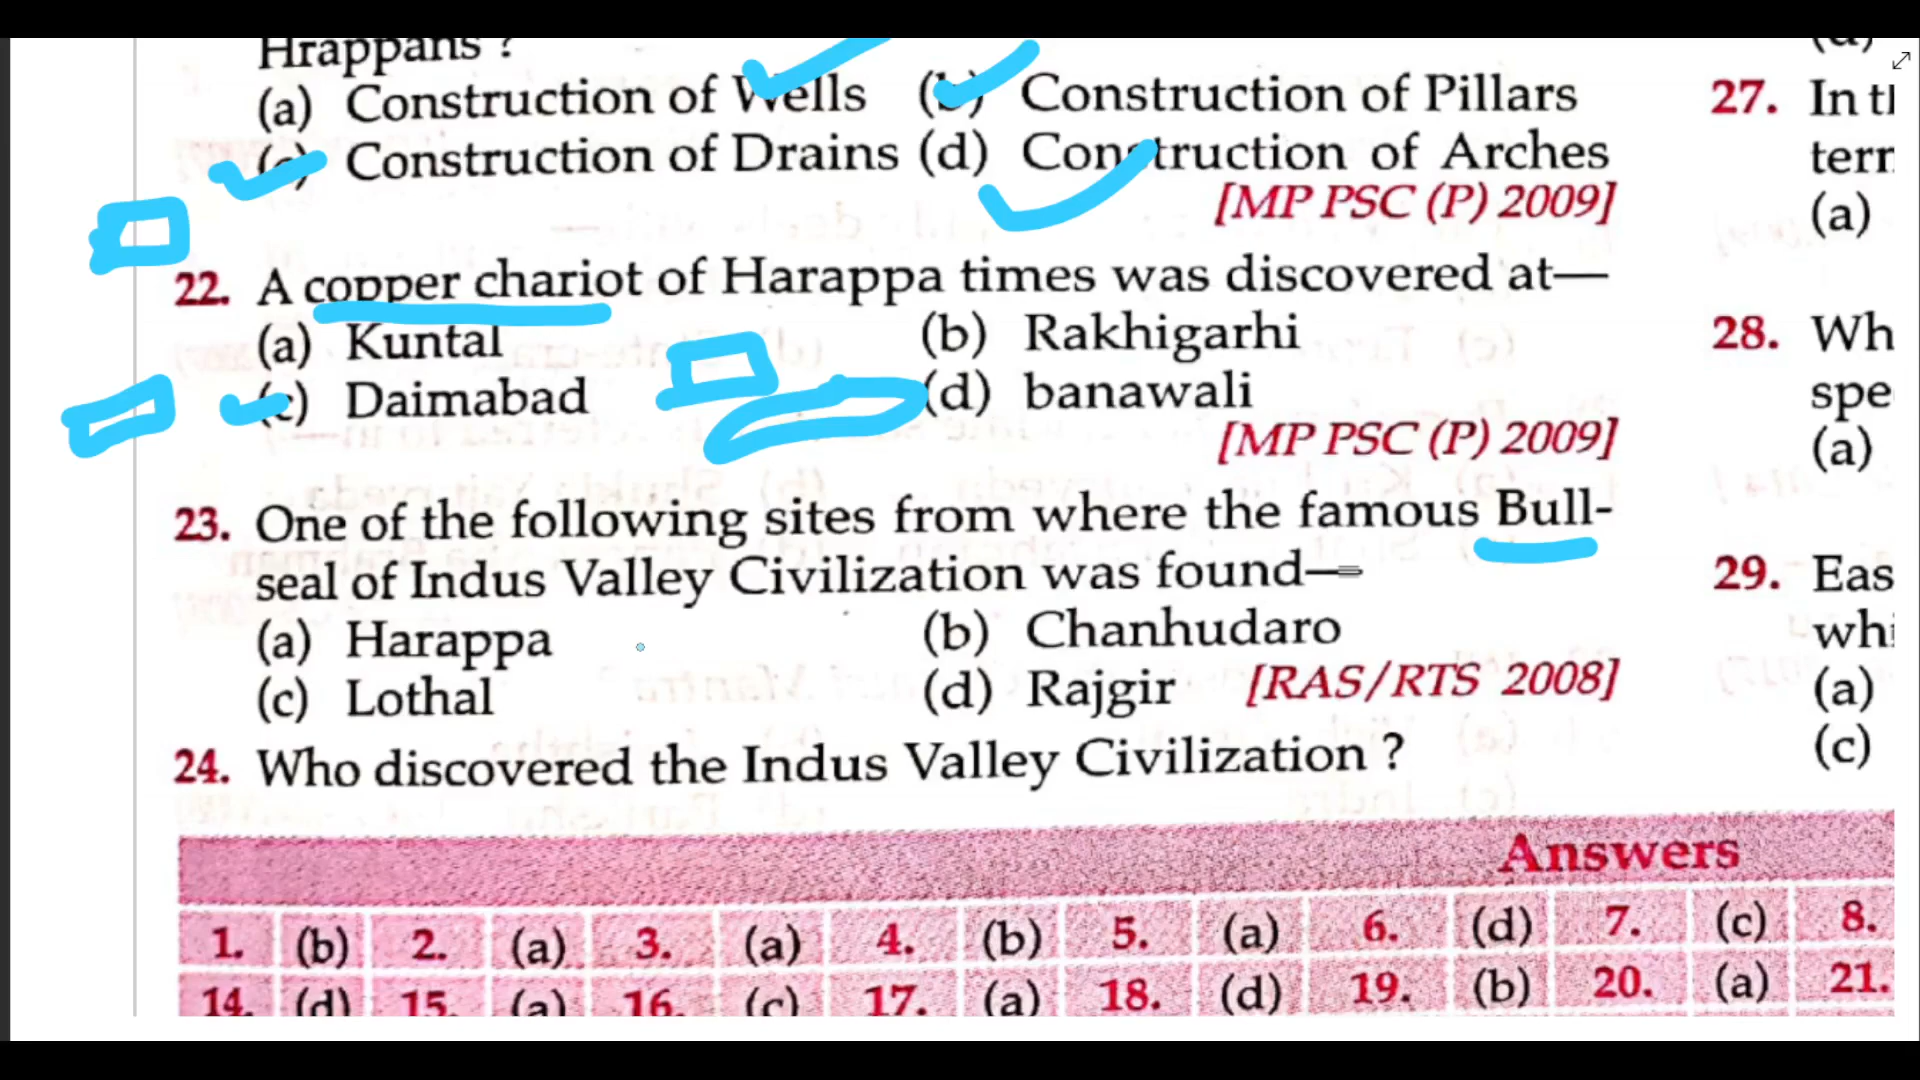 Hrappans ?
(a) Construction of Wells (b) Construction of Pillars
(c) Construction of Drains (d) Construction of Arches
[MP PSC (P) 2009]
22. A copper chariot of Harappa times was discovered at—
(a) Kuntal (b) Rakhigarhi
(c) Daimabad (d) banawali
[MP PSC (P) 2009]
23. One of the following sites from where the famous Bull-
seal of Indus Valley Civilization was found—
(a) Harappa (b) Chanhudaro
(c) Lothal (d) Rajgir [RAS/RTS 2008]
24. Who discovered the Indus Valley Civilization ?
(d)
27. In th
(a)
28. Wh
spe
(a)
29. Eas
whi
(a)
(c)
Answers
1. (b) 2. (a) 3. (a) 4. (b) 5. (a) 6. (d) 7. (c) 8.
14. (d) 15. (a) 16. (c) 17. (a) 18. (d) 19. (b) 20. (a) 21.